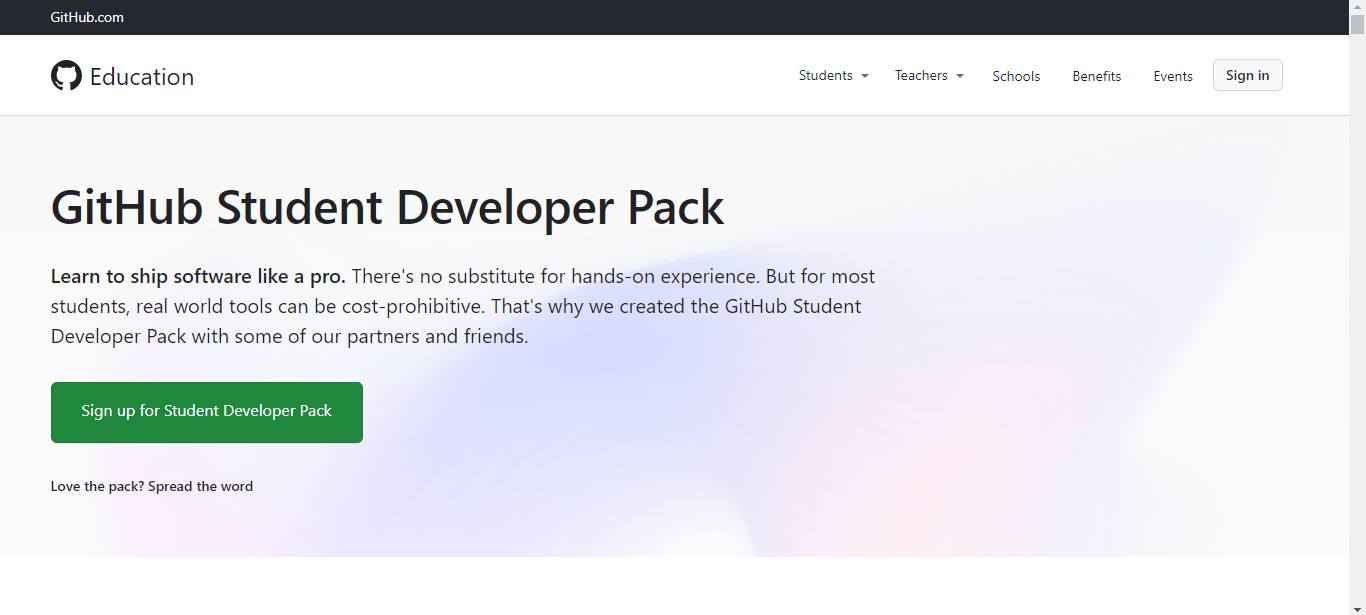 GitHub.com
Education
Students
Teachers
Schools
Benefits
Events
Sign in
GitHub Student Developer Pack
Learn to ship software like a pro. There's no substitute for hands-on experience. But for most
students, real world tools can be cost-prohibitive. That's why we created the GitHub Student
Developer Pack with some of our partners and friends.
Sign up for Student Developer Pack
Love the pack? Spread the word